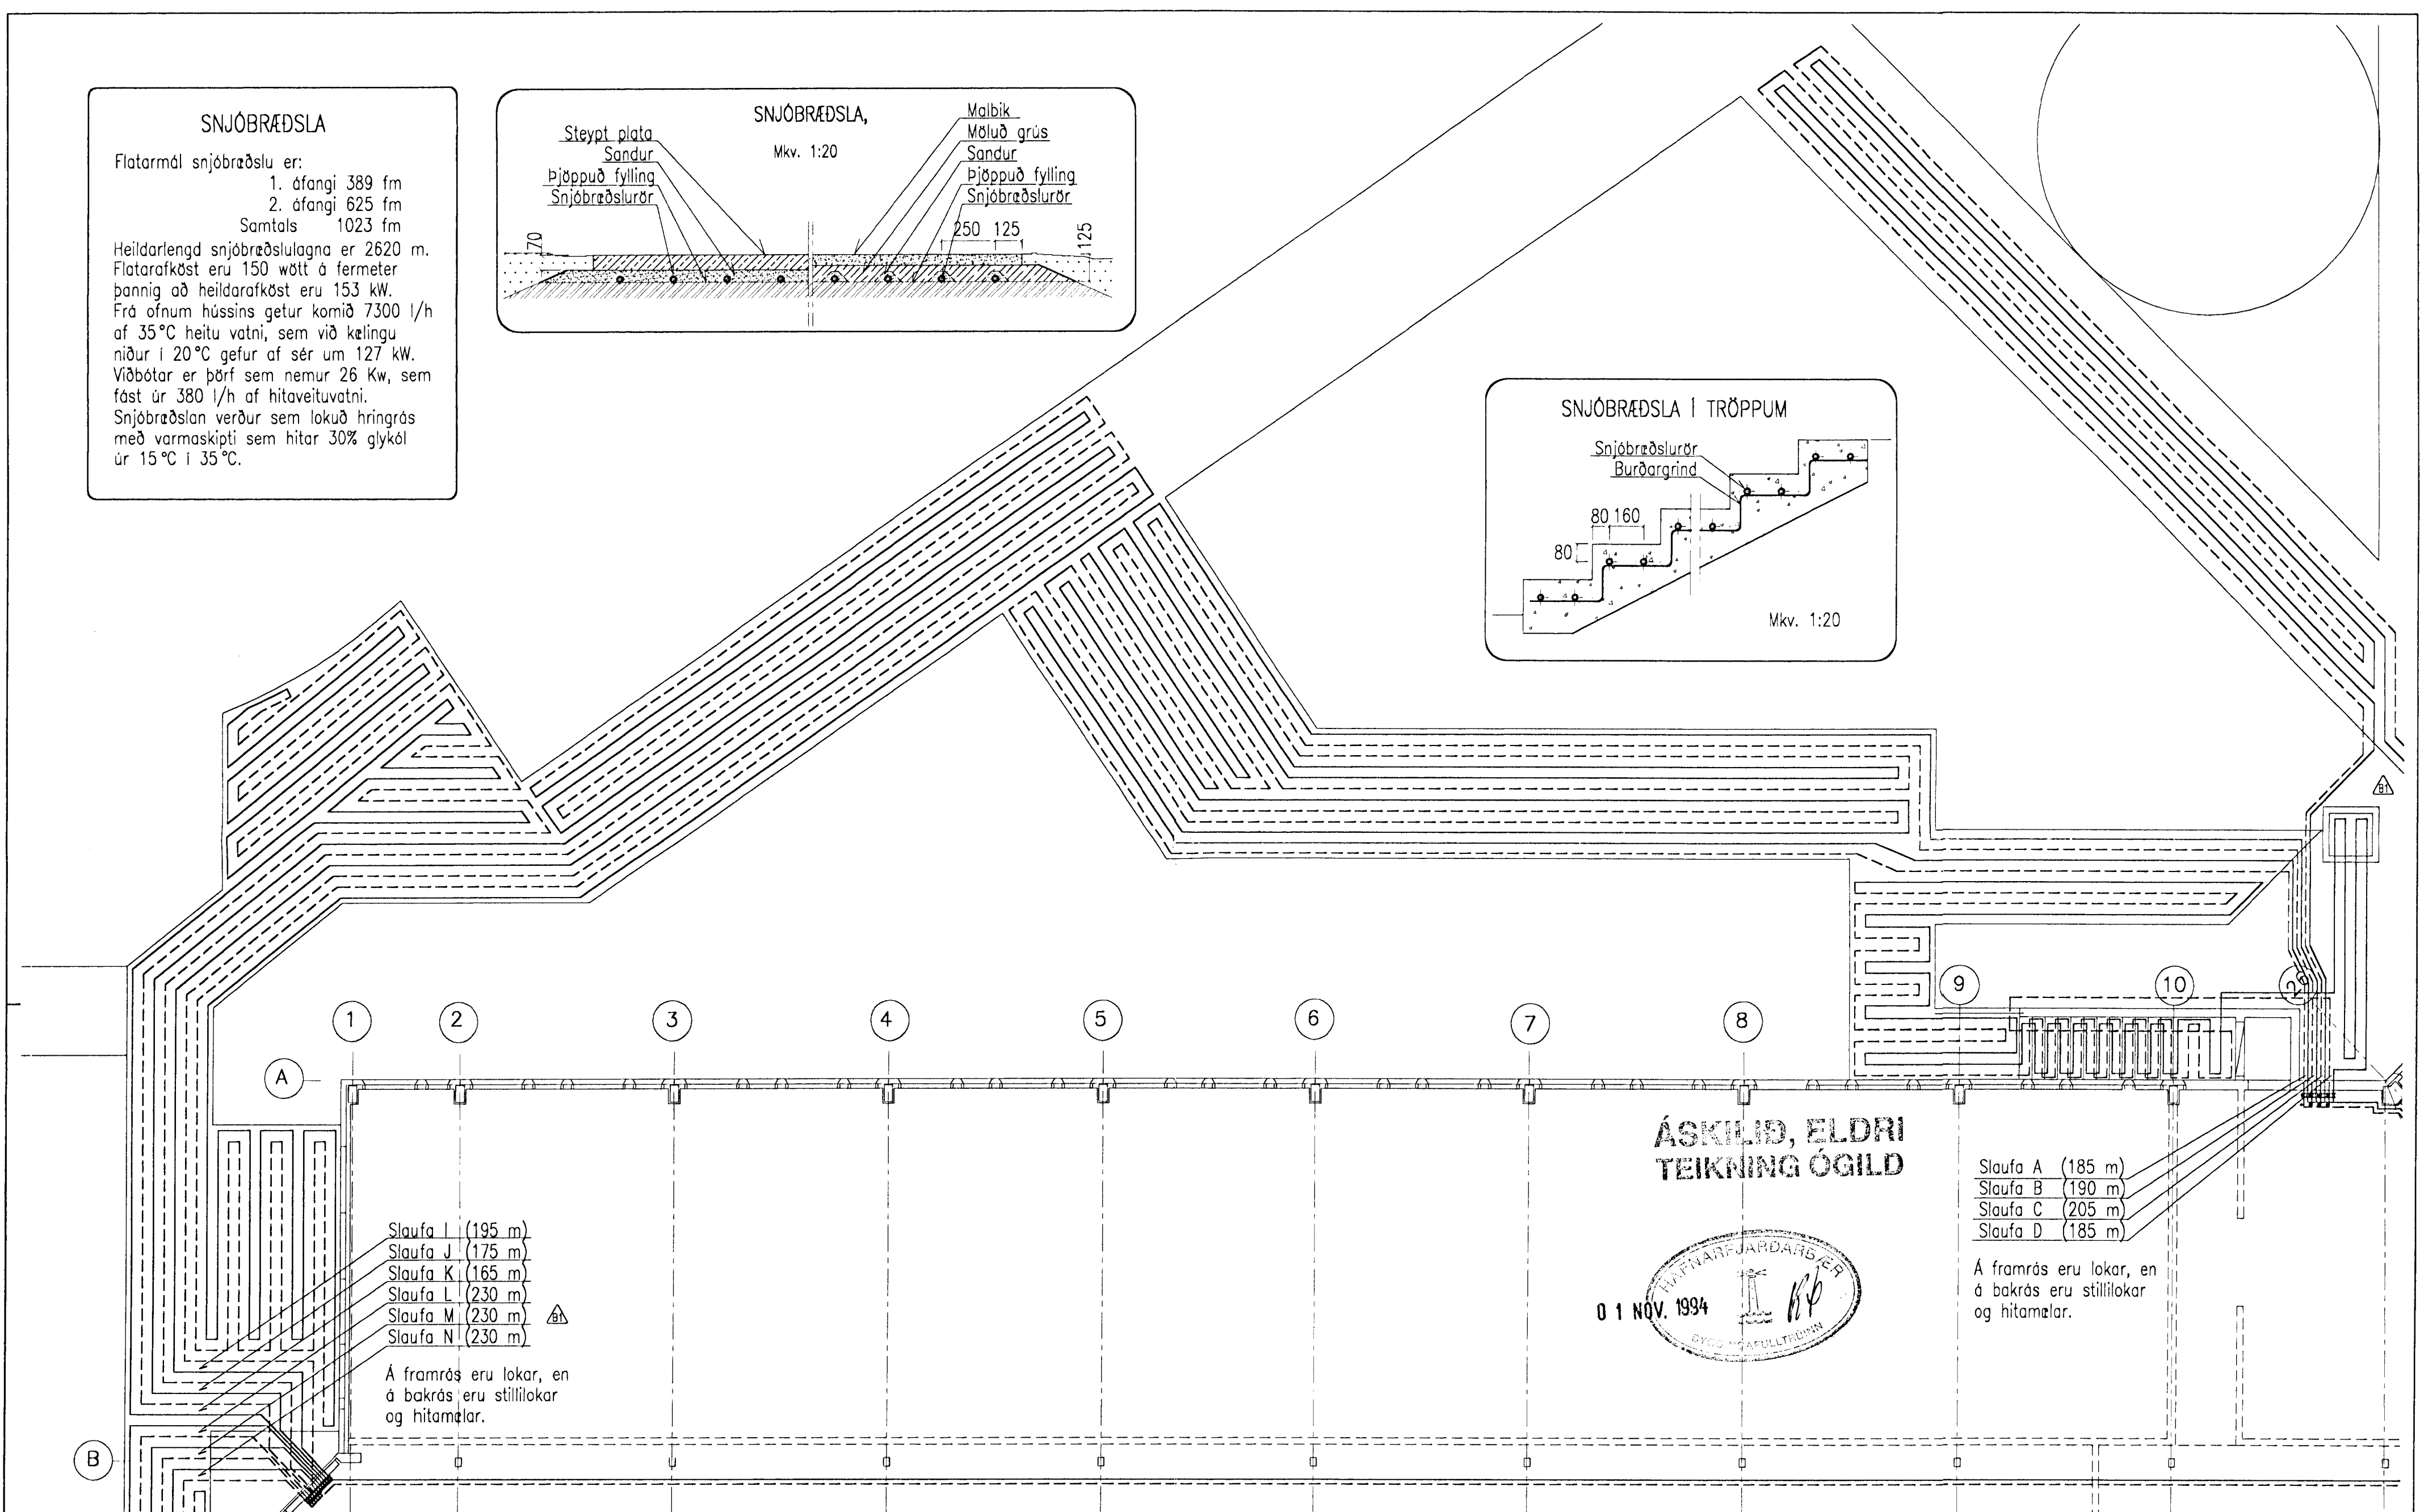 SNJÓBRÆÐSLA
Flatarmál snjóbræðslu er:
1. áfangi 389 fm
2. áfangi 625 fm
Samtals 1023 fm
Heildarlengd snjóbræðslulagna er 2620 m.
Flatarafköst eru 150 wött á fermeter
þannig að heildarafköst eru 153 kW.
Frá ofnum hússins getur komið 7300 l/h
af 35°C heitu vatni, sem við kælingu
niður í 20°C gefur af sér um 127 kW.
Viðbótar er þörf sem nemur 26 Kw, sem
fást úr 380 l/h af hitaveituvatni.
Snjóbræðslan verður sem lokuð hringrás
með varmaskipti sem hitar 30% glykól
úr 15°C í 35°C.
SNJÓBRÆÐSLA,
Mkv. 1:20
Steypt plata
Sandur
Þjöppuð fylling
Snjóbræðslurör
Malbik
Möluð grús
Sandur
Þjöppuð fylling
Snjóbræðslurör
70
250 125
125
SNJÓBRÆÐSLA Í TRÖPPUM
Snjóbræðslurör
Burðargrind
80 160
80
Mkv. 1:20
B1
1 2 3 4 5 6 7 8 9 10
A
B
ÁSKILIÐ, ELDRI
TEIKNING ÓGILD
Slaufa A (185 m)
Slaufa B (190 m)
Slaufa C (205 m)
Slaufa D (185 m)
Á framrás eru lokar, en
á bakrás eru stillilokar
og hitamælar.
Slaufa I (195 m)
Slaufa J (175 m)
Slaufa K (165 m)
Slaufa L (230 m)
Slaufa M (230 m) B1
Slaufa N (230 m)
Á framrás eru lokar, en
á bakrás eru stillilokar
og hitamælar.
HAFNARFJARÐARBÆR
01 NOV. 1994